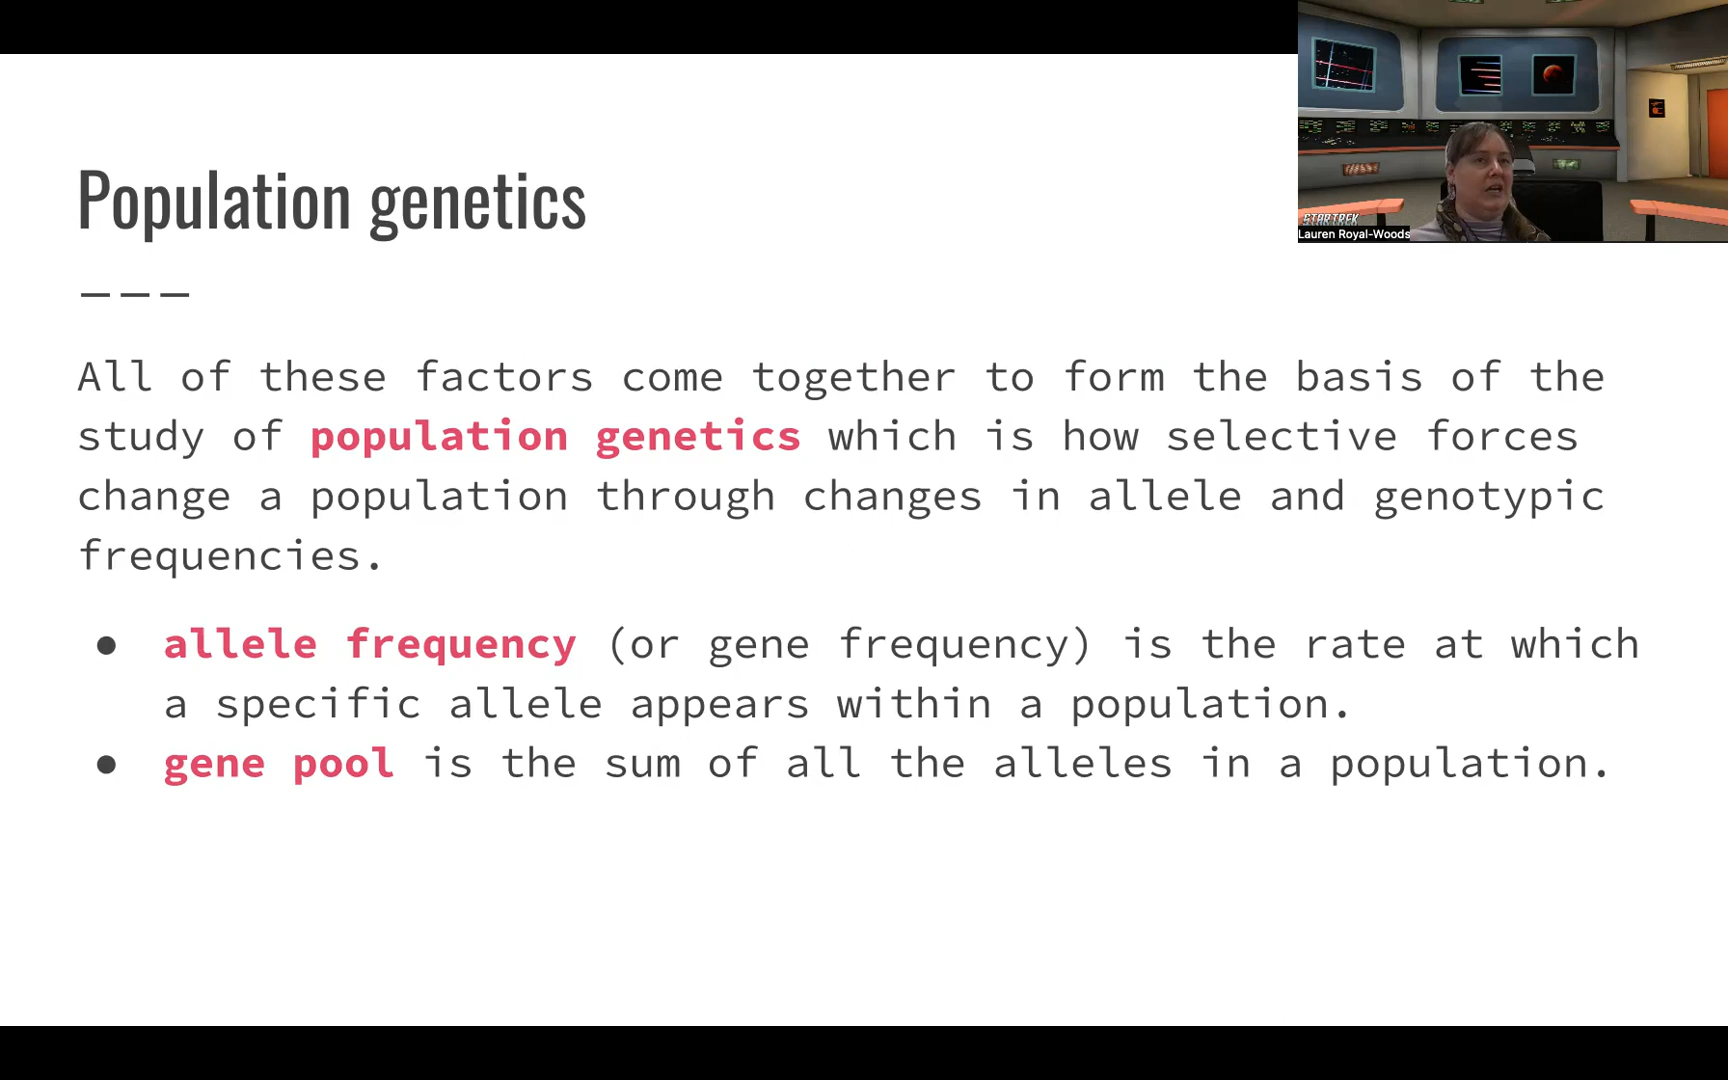 STAR TREK
Lauren Royal-Woods
Population genetics
All of these factors come together to form the basis of the
study of population genetics which is how selective forces
change a population through changes in allele and genotypic
frequencies.
● allele frequency (or gene frequency) is the rate at which
a specific allele appears within a population.
● gene pool is the sum of all the alleles in a population.